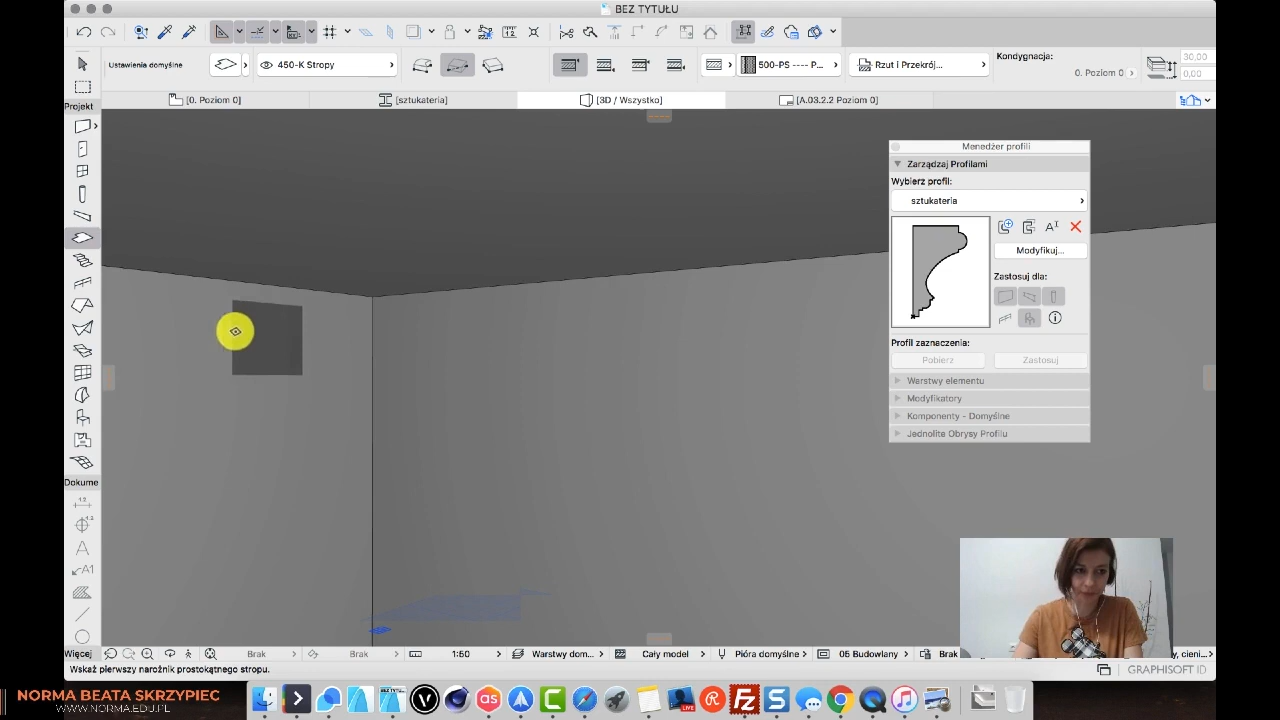 BEZ TYTUŁU
Ustawienia domyślne
450-K Stropy
500-PS ---- P...
Rzut i Przekrój...
Kondygnacja:
0. Poziom 0
30,00
0,00
[0. Poziom 0]
[sztukateria]
[3D / Wszystko]
[A.03.2.2 Poziom 0]
Projekt
Menedżer profili
Zarządzaj Profilami
Wybierz profil:
sztukateria
Modyfikuj...
Zastosuj dla:
Profil zaznaczenia:
Pobierz
Zastosuj
Warstwy elementu
Modyfikatory
Komponenty - Domyślne
Jednolite Obrysy Profilu
Dokume
1.2
A
A1
Więcej
Brak
Brak
1:50
Warstwy dom...
Cały model
Pióra domyślne
06 Budowlany
Brak
y, cieni...
Wskaż pierwszy narożnik prostokątnego stropu.
GRAPHISOFT ID
NORMA BEATA SKRZYPIEC
WWW.NORMA.EDU.PL